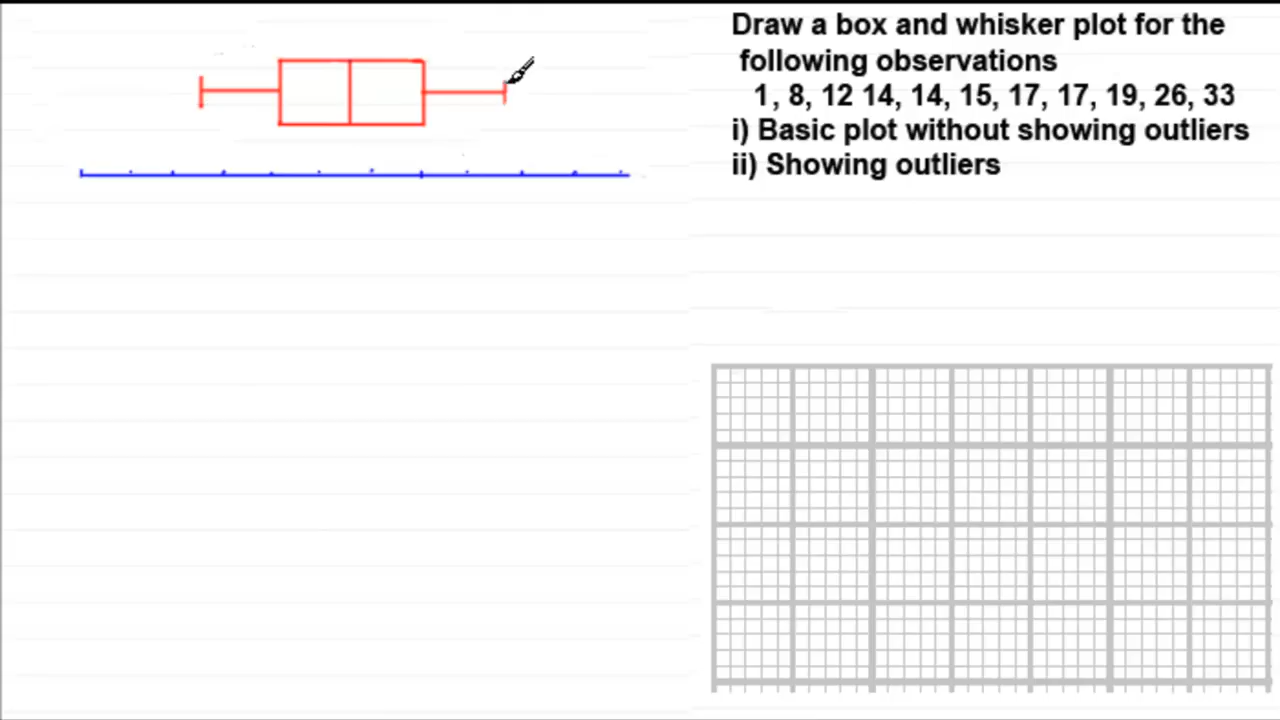 Draw a box and whisker plot for the
following observations
1, 8, 12 14, 14, 15, 17, 17, 19, 26, 33
i) Basic plot without showing outliers
ii) Showing outliers